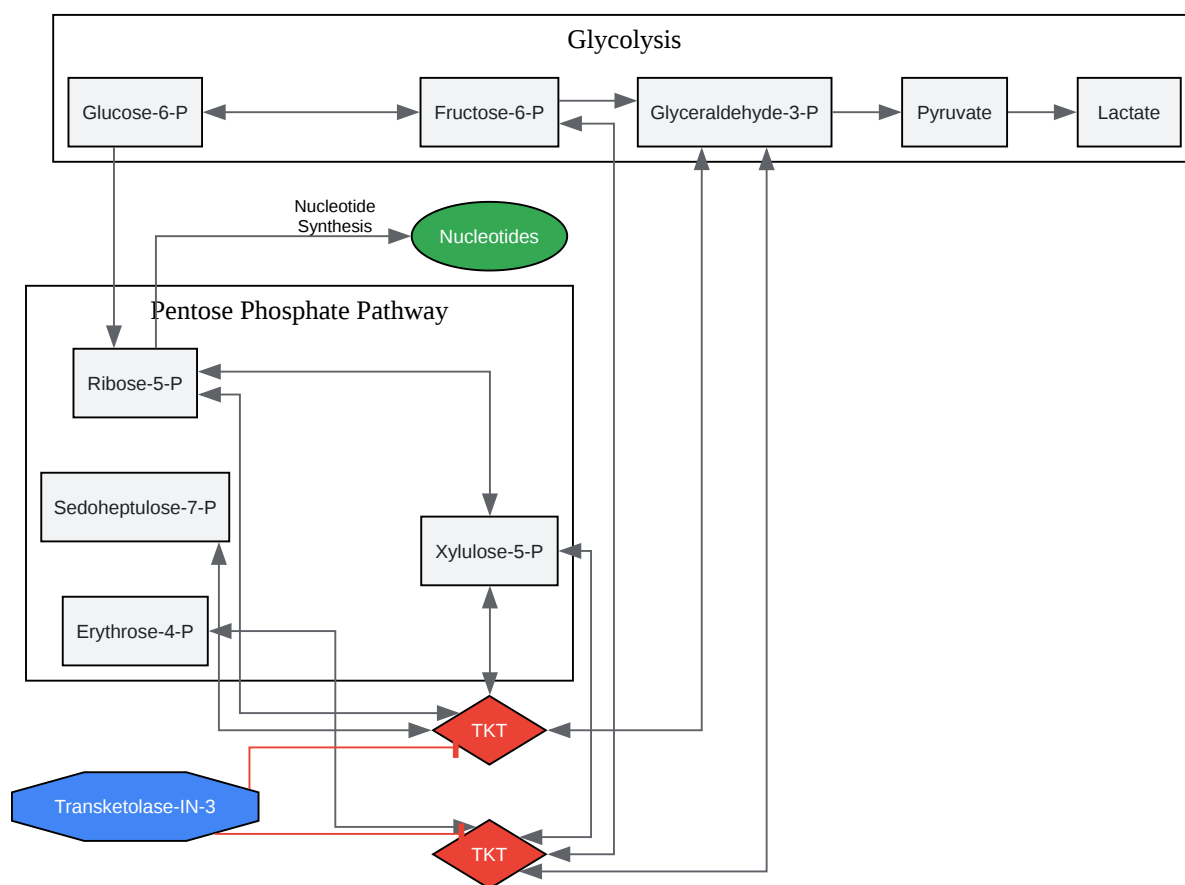 Glycolysis
Glucose-6-P
Fructose-6-P
Glyceraldehyde-3-P
Pyruvate
Lactate
Nucleotide
Synthesis
Nucleotides
Pentose Phosphate Pathway
Ribose-5-P
Sedoheptulose-7-P
Xylulose-5-P
Erythrose-4-P
TKT
Transketolase-IN-3
TKT